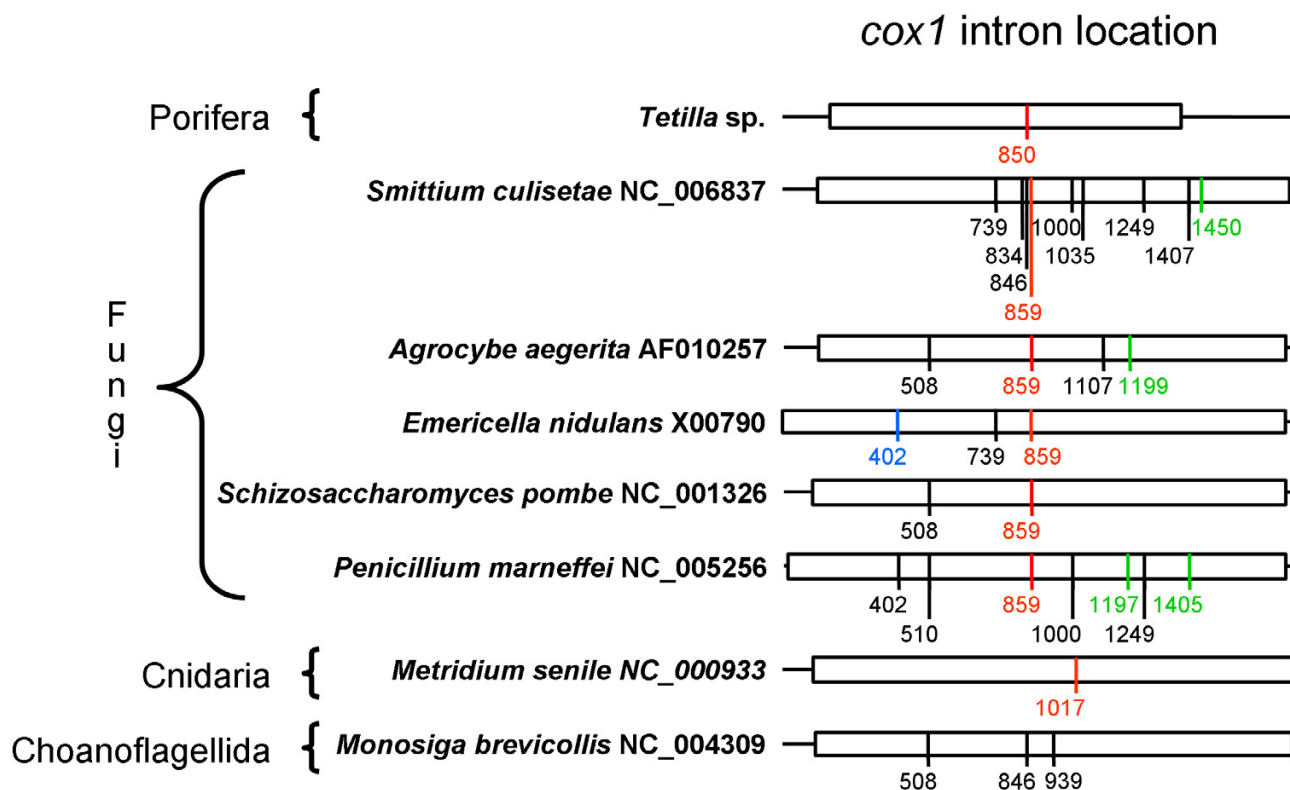 cox1 intron location
Porifera { Tetilla sp.
850
Smittium culisetae NC_006837
739 1000 1249 1450
834 1035 1407
846
859
Fungi
Agrocybe aegerita AF010257
508 859 1107 1199
Emericella nidulans X00790
402 739 859
Schizosaccharomyces pombe NC_001326
508 859
Penicillium marneffei NC_005256
402 859 1197 1405
510 1000 1249
Cnidaria { Metridium senile NC_000933
1017
Choanoflagellida { Monosiga brevicollis NC_004309
508 846 939